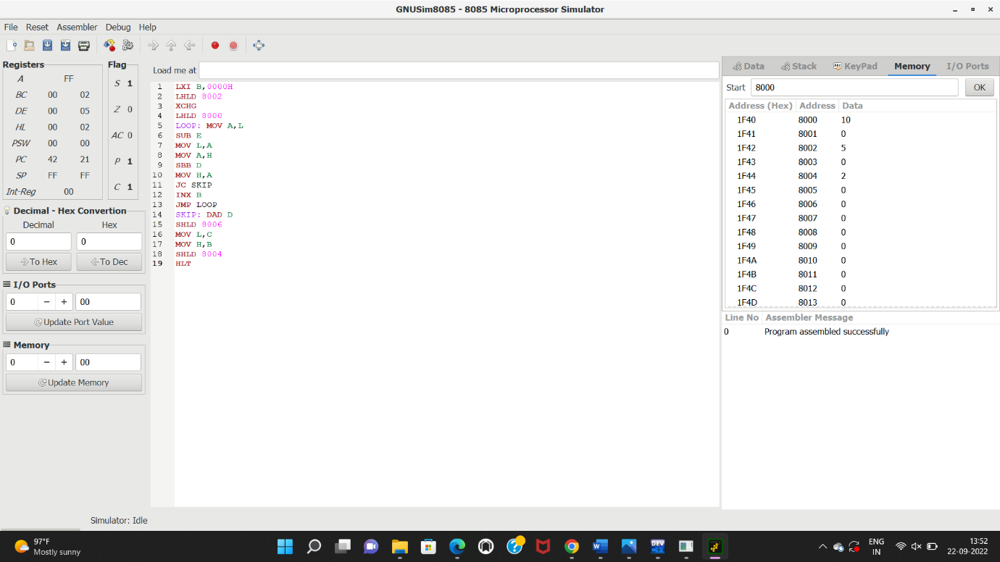 GNUSim8085 - 8085 Microprocessor Simulator
File Reset Assembler Debug Help
Registers
A FF
BC 00 02
DE 00 05
HL 00 02
PSW 00 00
PC 42 21
SP FF FF
Int-Reg 00
Flag
S 1
Z 0
AC 0
P 1
C 1
Decimal - Hex Convertion
Decimal Hex
0 0
To Hex To Dec
I/O Ports
0 - + 00
Update Port Value
Memory
0 - + 00
Update Memory
Load me at
1 LXI B,0000H
2 LHLD 8002
3 XCHG
4 LHLD 8000
5 LOOP: MOV A,L
6 SUB E
7 MOV L,A
8 MOV A,H
9 SBB D
10 MOV H,A
11 JC SKIP
12 INX B
13 JMP LOOP
14 SKIP: DAD D
15 SHLD 8006
16 MOV L,C
17 MOV H,B
18 SHLD 8004
19 HLT
Data Stack KeyPad Memory I/O Ports
Start 8000 OK
Address (Hex) Address Data
1F40 8000 10
1F41 8001 0
1F42 8002 5
1F43 8003 0
1F44 8004 2
1F45 8005 0
1F46 8006 0
1F47 8007 0
1F48 8008 0
1F49 8009 0
1F4A 8010 0
1F4B 8011 0
1F4C 8012 0
1F4D 8013 0
Line No Assembler Message
0 Program assembled successfully
Simulator: Idle
97°F
Mostly sunny
DEV
ENG
IN
13:52
22-09-2022